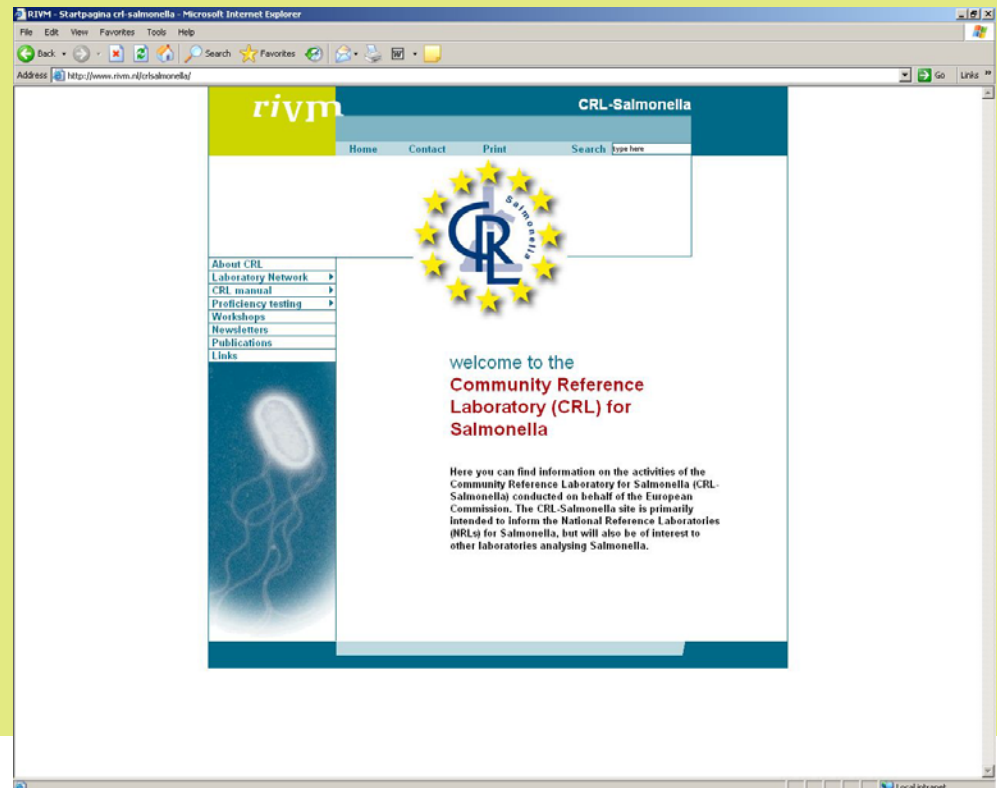 RIVM - Startpagina crl-salmonella - Microsoft Internet Explorer
File Edit View Favorites Tools Help
Back Search Favorites W
Address http://www.rivm.nl/crlsalmonella/ Go Links »
rivm
CRL-Salmonella
Home Contact Print Search type here
CRL
Salmonella
About CRL
Laboratory Network
CRL manual
Proficiency testing
Workshops
Newsletters
Publications
Links
welcome to the
Community Reference
Laboratory (CRL) for
Salmonella
Here you can find information on the activities of the
Community Reference Laboratory for Salmonella (CRL-
Salmonella) conducted on behalf of the European
Commission. The CRL-Salmonella site is primarily
intended to inform the National Reference Laboratories
(NRLs) for Salmonella, but will also be of interest to
other laboratories analysing Salmonella.
Local intranet